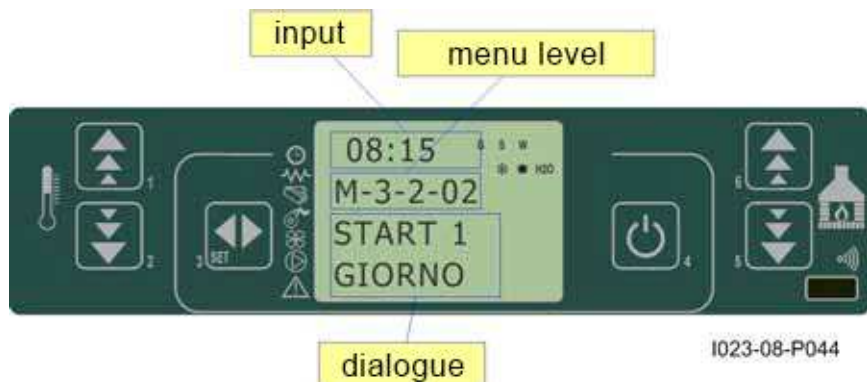 input
menu level
08:15
D S W
H2O
M-3-2-02
START 1
GIORNO
1
2
3
SET
4
6
5
dialogue
I023-08-P044